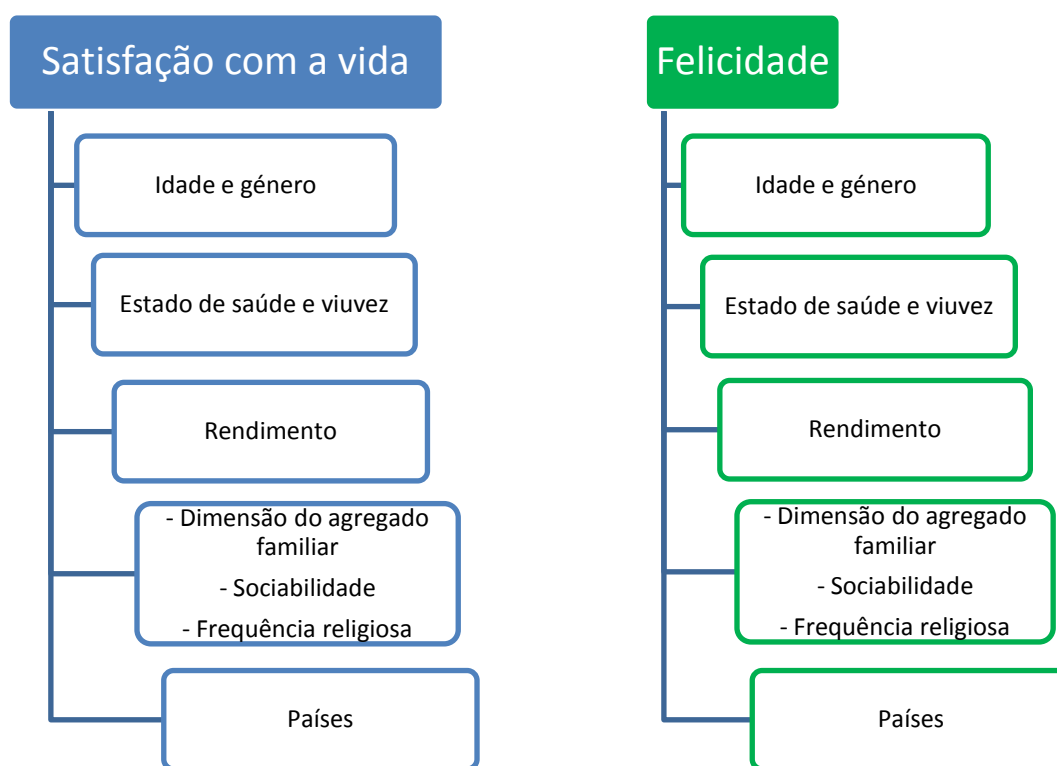 Satisfação com a vida
Idade e género
Estado de saúde e viuvez
Rendimento
- Dimensão do agregado
familiar
- Sociabilidade
- Frequência religiosa
Países
Felicidade
Idade e género
Estado de saúde e viuvez
Rendimento
- Dimensão do agregado
familiar
- Sociabilidade
- Frequência religiosa
Países